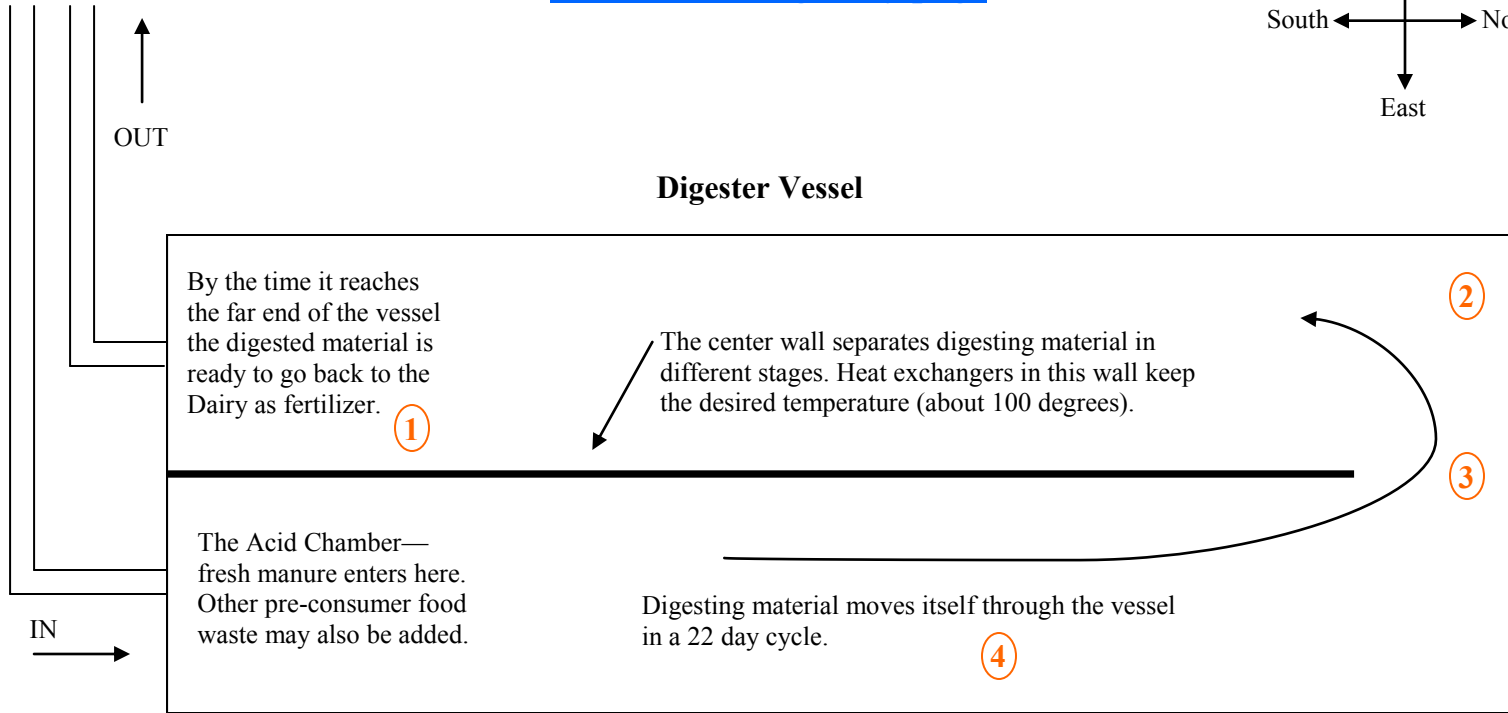 South
No
East
OUT
Digester Vessel
By the time it reaches
the far end of the vessel
the digested material is
ready to go back to the
Dairy as fertilizer.
1
The center wall separates digesting material in
different stages. Heat exchangers in this wall keep
the desired temperature (about 100 degrees).
2
3
The Acid Chamber—
fresh manure enters here.
Other pre-consumer food
waste may also be added.
IN
Digesting material moves itself through the vessel
in a 22 day cycle.
4